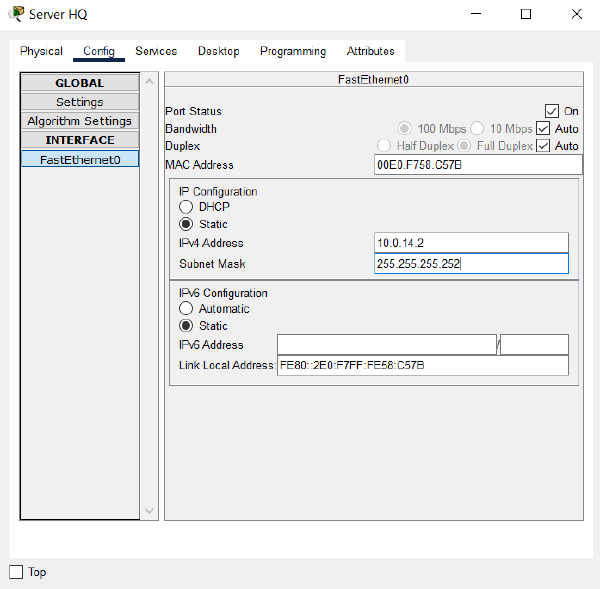 Server HQ
Physical Config Services Desktop Programming Attributes
GLOBAL
Settings
Algorithm Settings
INTERFACE
FastEthernet0
FastEthernet0
Port Status On
Bandwidth 100 Mbps 10 Mbps Auto
Duplex Half Duplex Full Duplex Auto
MAC Address 00E0.F758.C57B
IP Configuration
DHCP
Static
IPv4 Address 10.0.14.2
Subnet Mask 255.255.255.252
IPv6 Configuration
Automatic
Static
IPv6 Address /
Link Local Address: FE80::2E0:F7FF:FE58:C57B
Top